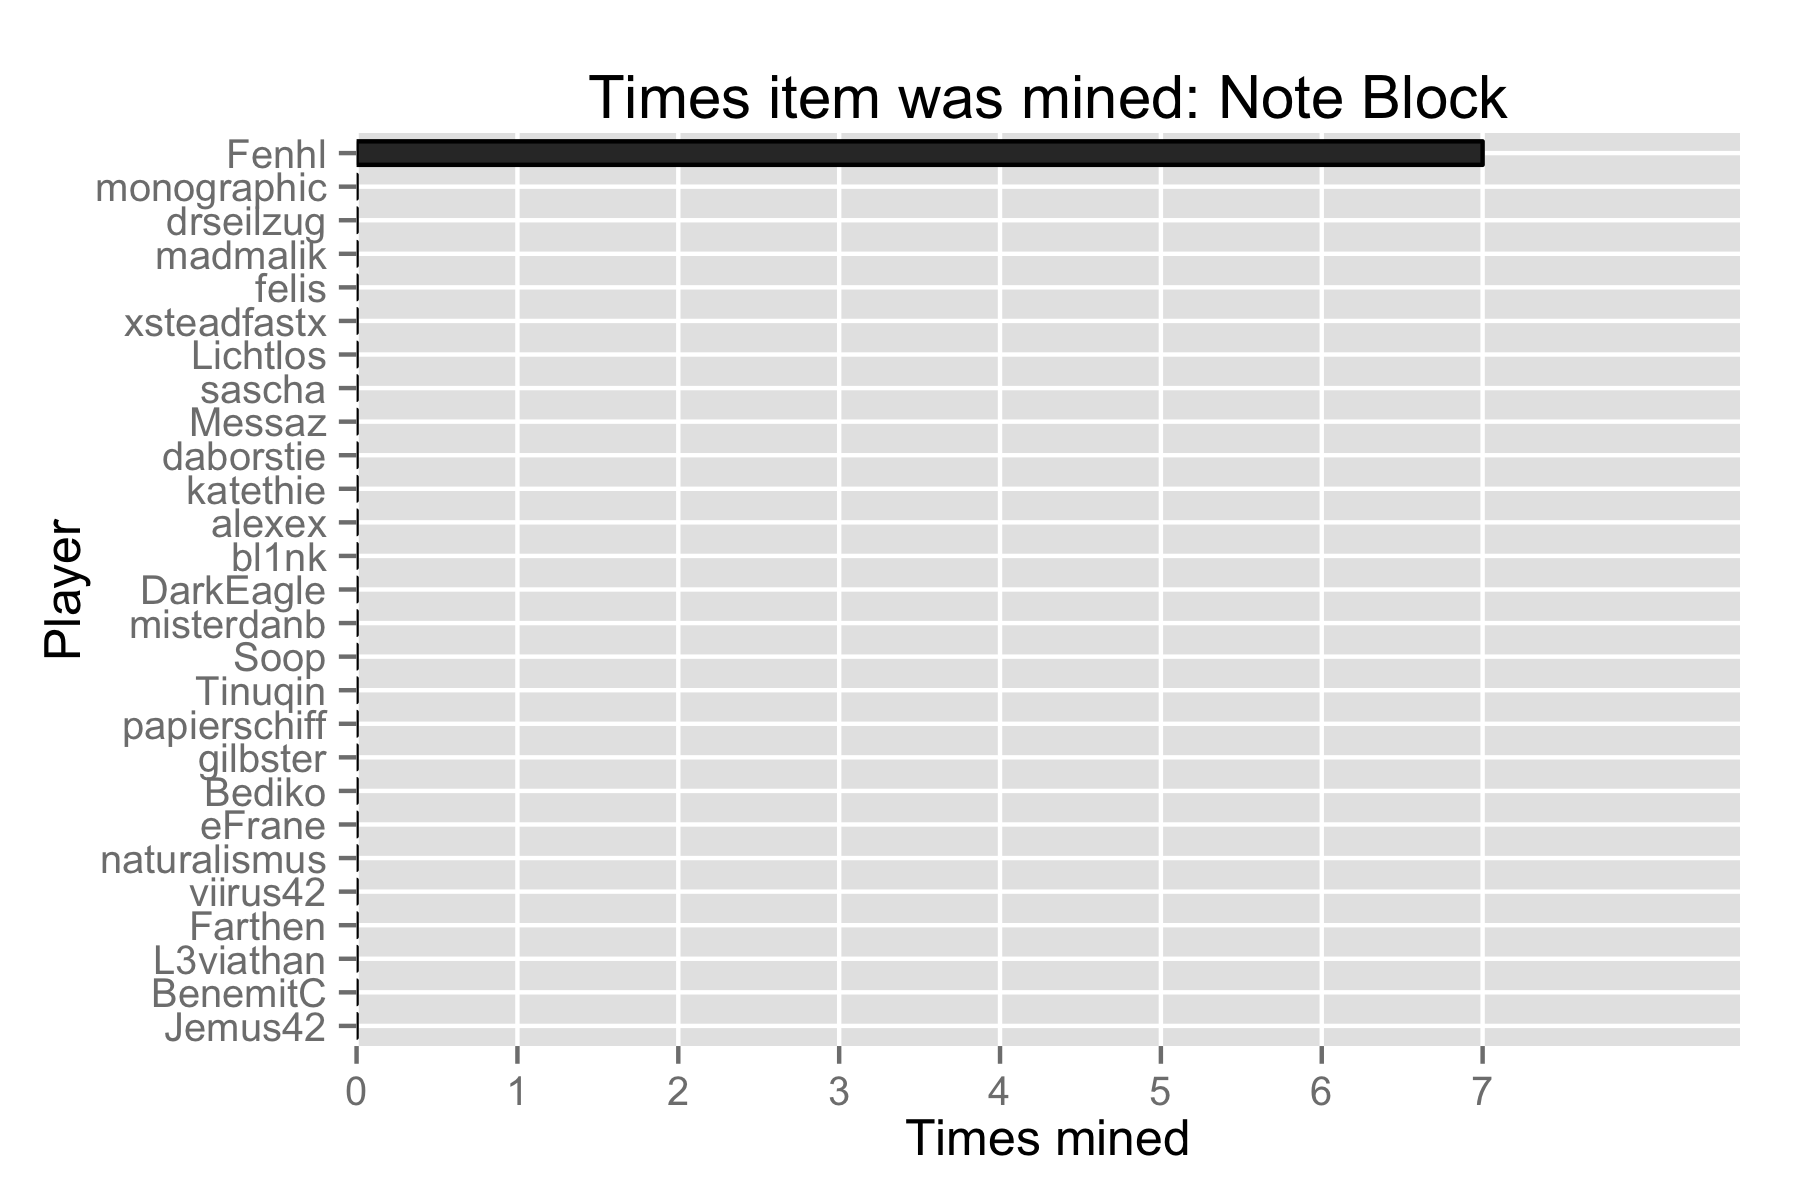 Times item was mined: Note Block
Fenhl
monographic
drseilzug
madmalik
felis
xsteadfastx
Lichtlos
sascha
Messaz
daborstie
katethie
alexex
bl1nk
DarkEagle
misterdanb
Soop
Tinuqin
papierschiff
gilbster
Bediko
eFrane
naturalismus
viirus42
Farthen
L3viathan
BenemitC
Jemus42
Player
0 1 2 3 4 5 6 7
Times mined